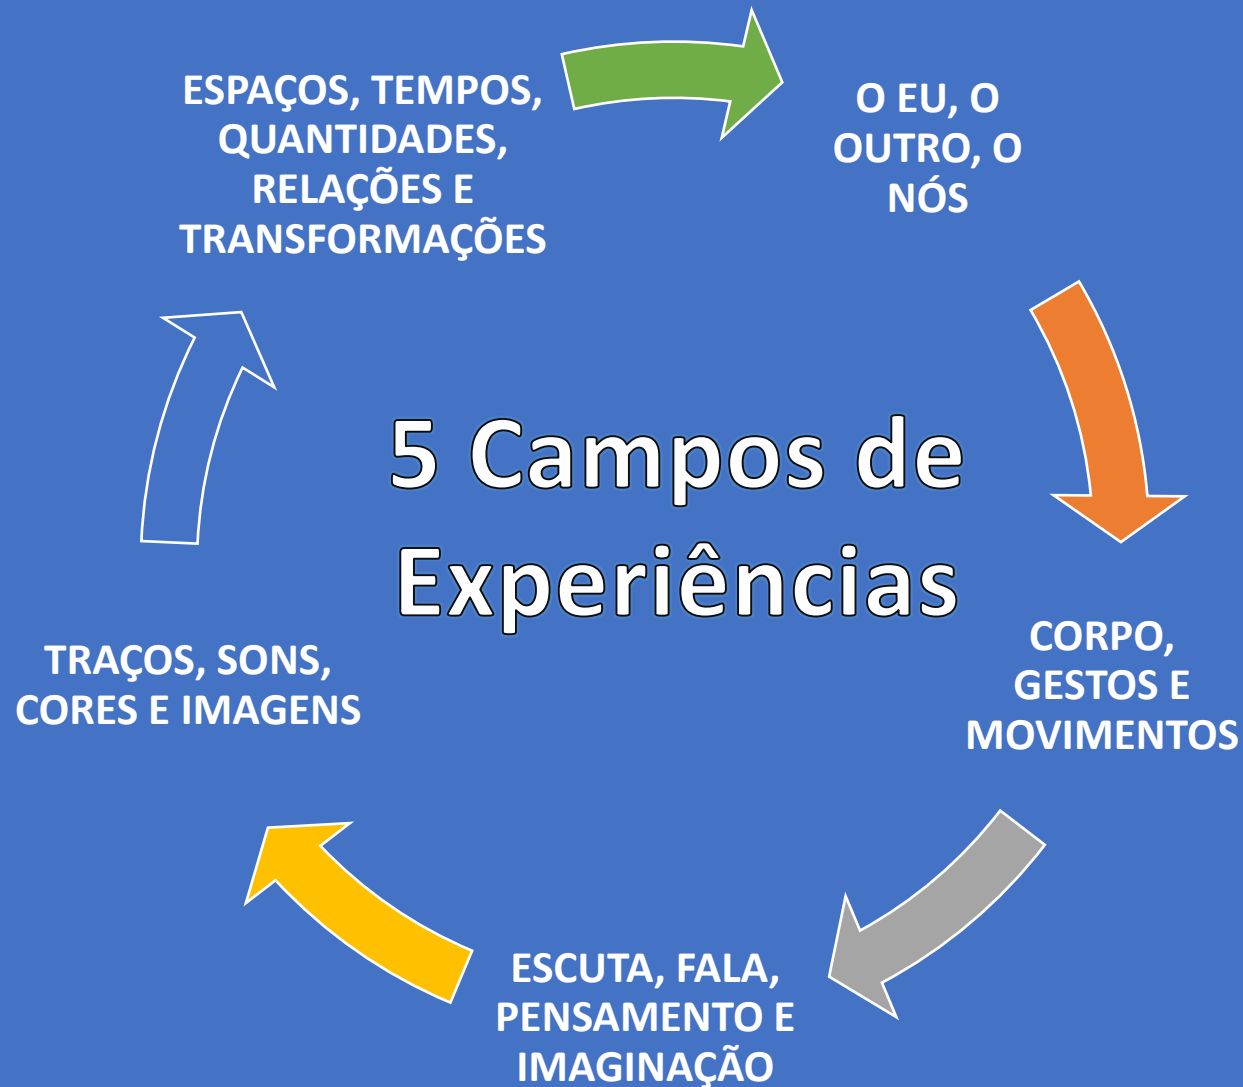 ESPAÇOS, TEMPOS,
QUANTIDADES,
RELAÇÕES E
TRANSFORMAÇÕES
O EU, O
OUTRO, O
NÓS
5 Campos de
Experiências
CORPO,
GESTOS E
MOVIMENTOS
TRAÇOS, SONS,
CORES E IMAGENS
ESCUTA, FALA,
PENSAMENTO E
IMAGINAÇÃO